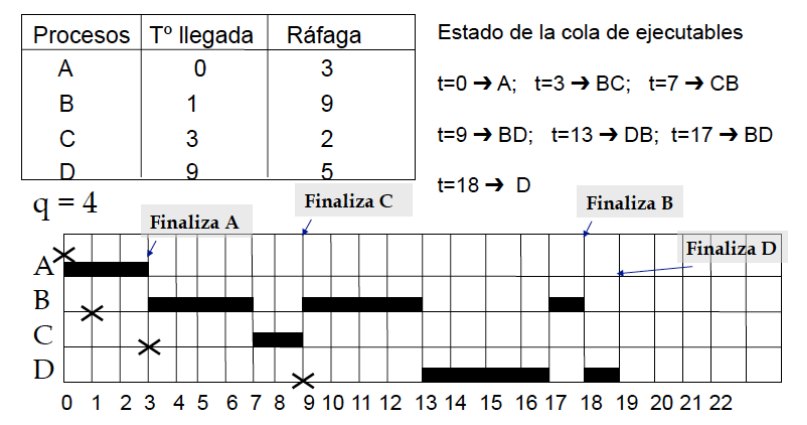 Procesos Tº llegada Ráfaga
A 0 3
B 1 9
C 3 2
D 9 5
Estado de la cola de ejecutables
t=0 ➔ A; t=3 ➔ BC; t=7 ➔ CB
t=9 ➔ BD; t=13 ➔ DB; t=17 ➔ BD
t=18 ➔ D
q = 4
Finaliza A
Finaliza C
Finaliza B
Finaliza D
A
B
C
D
0 1 2 3 4 5 6 7 8 9 10 11 12 13 14 15 16 17 18 19 20 21 22